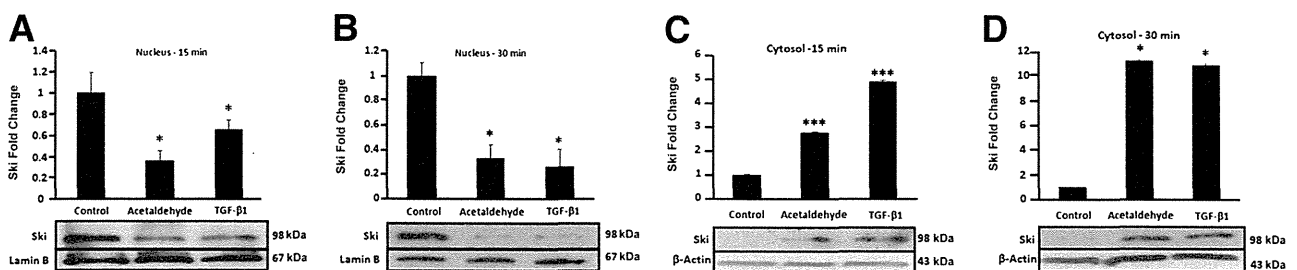 A
Nucleus - 15 min
Ski Fold Change
1.4
1.2
1
0.8
0.6
0.4
0.2
0
*
*
Control Acetaldehyde TGF-β1
Ski 98 kDa
Lamin B 67 kDa
B
Nucleus - 30 min
Ski Fold Change
1.2
1
0.8
0.6
0.4
0.2
0
*
*
Control Acetaldehyde TGF-β1
Ski 98 kDa
Lamin B 67 kDa
C
Cytosol -15 min
Ski Fold Change
6
5
4
3
2
1
0
***
***
Control Acetaldehyde TGF-β1
Ski 98 kDa
β-Actin 43 kDa
D
Cytosol - 30 min
Ski Fold Change
12
10
8
6
4
2
0
*
*
Control Acetaldehyde TGF-β1
Ski 98 kDa
β-Actin 43 kDa